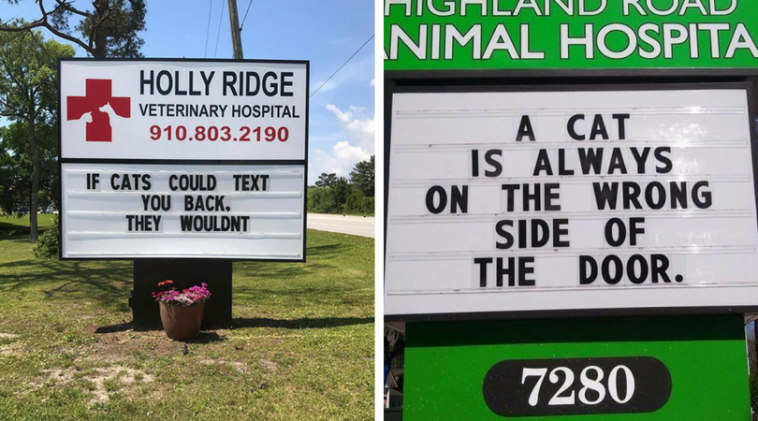 HOLLY RIDGE
VETERINARY HOSPITAL
910.803.2190
IF CATS COULD TEXT
YOU BACK.
THEY WOULDNT
HIGHLAND ROAD
NIMAL HOSPITA
A CAT
IS ALWAYS
ON THE WRONG
SIDE OF
THE DOOR.
7280